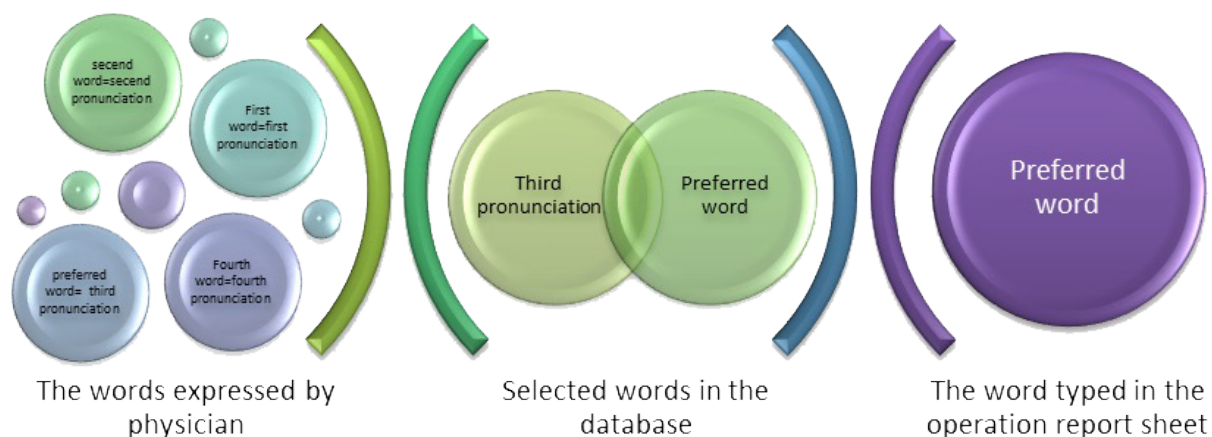 secend
word=secend
pronunciation
First
word=first
pronunciation
preferred
word= third
pronunciation
Fourth
word=fourth
pronunciation
The words expressed by
physician
Third
pronunciation
Preferred
word
Selected words in the
database
Preferred
word
The word typed in the
operation report sheet